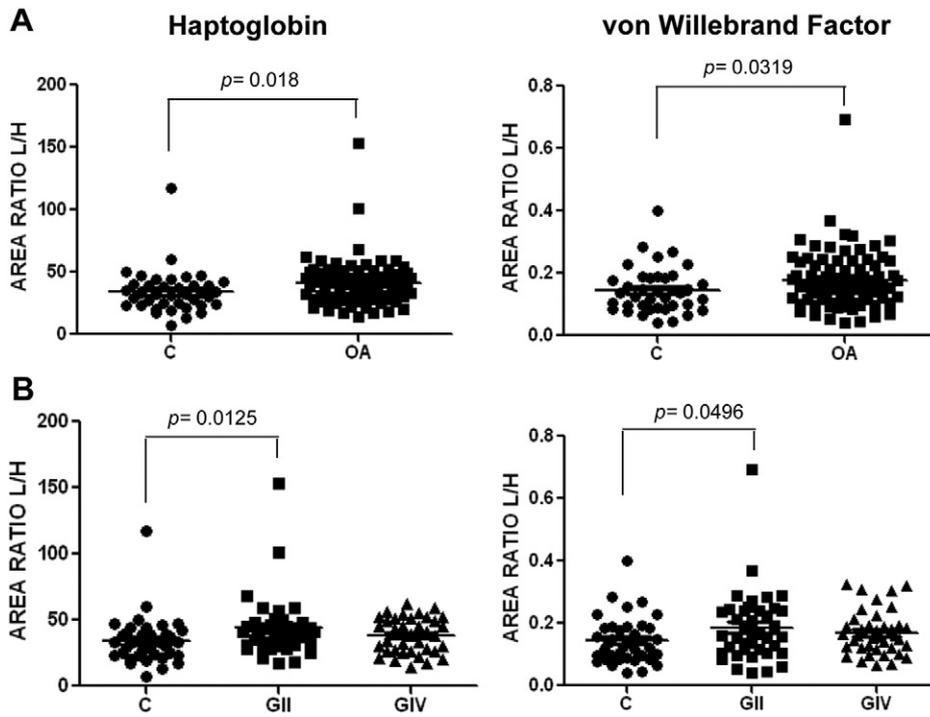 A
Haptoglobin
von Willebrand Factor
p= 0.018
AREA RATIO L/H
200
150
100
50
0
C
OA
p= 0.0319
AREA RATIO L/H
0.8
0.6
0.4
0.2
0.0
C
OA
B
p= 0.0125
AREA RATIO L/H
200
150
100
50
0
C
GII
GIV
p= 0.0496
AREA RATIO L/H
0.8
0.6
0.4
0.2
0.0
C
GII
GIV